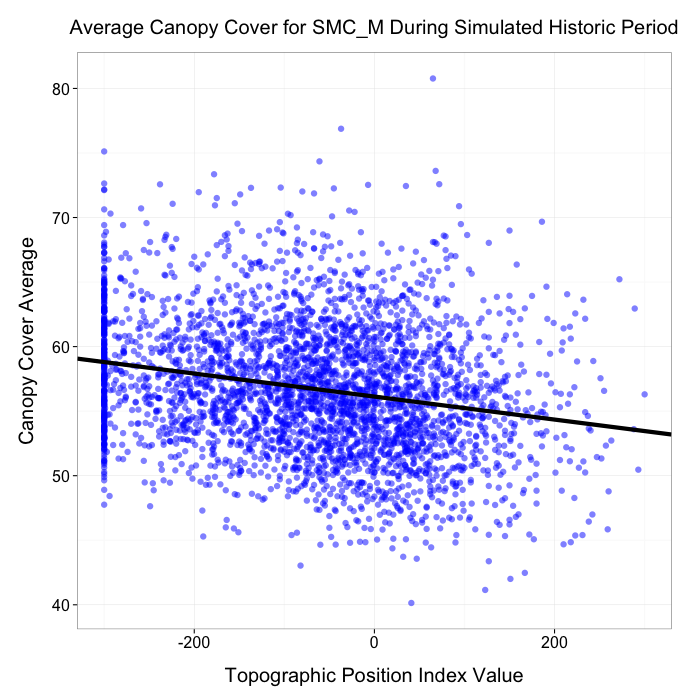 Average Canopy Cover for SMC_M During Simulated Historic Period
80
70
60
50
40
Canopy Cover Average
-200 0 200
Topographic Position Index Value